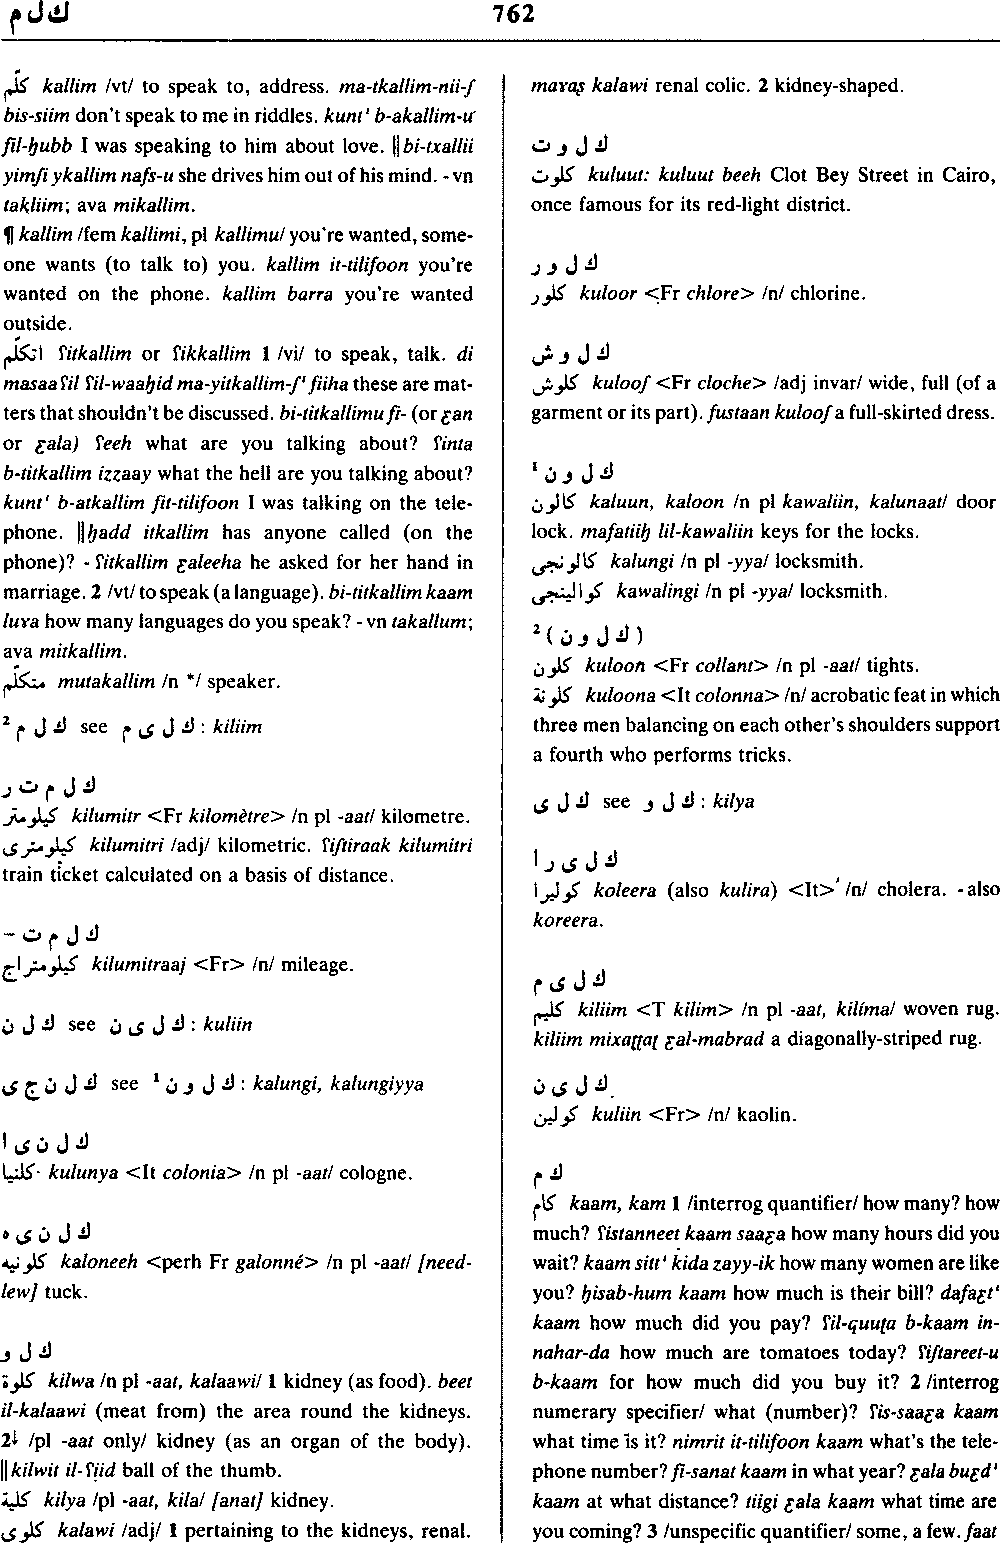 ك ل م
762
كلّم kallim /vt/ to speak to, address. ma-tkallim-nii-ʃ
bis-siim don't speak to me in riddles. kunt' b-akallim-u'
fil-ḥubb I was speaking to him about love. ‖bi-txallii
yimʃi ykallim nafs-u she drives him out of his mind. -vn
takliim; ava mikallim.
¶ kallim /fem kallimi, pl kallimu/ you're wanted, some-
one wants (to talk to) you. kallim it-tilifoon you're
wanted on the phone. kallim barra you're wanted
outside.
اتكلّم ʕitkallim or ʕikkallim 1 /vi/ to speak, talk. di
masaaʕil ʕil-waaḥid ma-yitkallim-ʃ' fiiha these are mat-
ters that shouldn't be discussed. bi-titkallimu fi- (or ƹan
or ƹala) ʕeeh what are you talking about? ʕinta
b-titkallim izzaay what the hell are you talking about?
kunt' b-atkallim fit-tilifoon I was talking on the tele-
phone. ‖ḥadd itkallim has anyone called (on the
phone)? - ʕitkallim ƹaleeha he asked for her hand in
marriage. 2 /vt/ to speak (a language). bi-titkallim kaam
luɣa how many languages do you speak? -vn takallum;
ava mitkallim.
متكلّم mutakallim /n */ speaker.
ك ل م ² see ك ل ى م : kiliim
ك ل م ت ر
كيلومتر kilumitr <Fr kilomètre> /n pl -aat/ kilometre.
كيلومترى kilumitri /adj/ kilometric. ʕiʃtiraak kilumitri
train ticket calculated on a basis of distance.
ك ل م ت –
كيلومتراج kilumitraaj <Fr> /n/ mileage.
ك ل ن see ك ل ى ن : kuliin
ك ل ن ج ى see ك ل و ن ¹ : kalungi, kalungiyya
ك ل ن ى ا
كلنيا kulunya <It colonia> /n pl -aat/ cologne.
ك ل ن ى ه
كلونيه kaloneeh <perh Fr galonné> /n pl -aat/ [need-
lew] tuck.
ك ل و
كلوة kilwa /n pl -aat, kalaawi/ 1 kidney (as food). beet
il-kalaawi (meat from) the area round the kidneys.
2↓ /pl -aat only/ kidney (as an organ of the body).
‖kilwit il-ʕiid ball of the thumb.
كلية kilya /pl -aat, kila/ [anat] kidney.
كلوى kalawi /adj/ 1 pertaining to the kidneys, renal.
maɣaṣ kalawi renal colic. 2 kidney-shaped.
ك ل و ت
كلوت kuluut: kuluut beeh Clot Bey Street in Cairo,
once famous for its red-light district.
ك ل و ر
كلور kuloor <Fr chlore> /n/ chlorine.
ك ل و ش
كلوش kulooʃ <Fr cloche> /adj invar/ wide, full (of a
garment or its part). fustaan kulooʃ a full-skirted dress.
ك ل و ن ¹
كالون kaluun, kaloon /n pl kawaliin, kalunaat/ door
lock. mafatiiḥ lil-kawaliin keys for the locks.
كالونجى kalungi /n pl -yya/ locksmith.
كوالينجى kawalingi /n pl -yya/ locksmith.
(ك ل و ن) ²
كلون kuloon <Fr collant> /n pl -aat/ tights.
كلونة kuloona <It colonna> /n/ acrobatic feat in which
three men balancing on each other's shoulders support
a fourth who performs tricks.
ك ل ى see ك ل و : kilya
ك ل ى ر ا
كوليرا koleera (also kulira) <It> /n/ cholera. -also
koreera.
ك ل ى م
كليم kiliim <T kilim> /n pl -aat, kilíma/ woven rug.
kiliim mixaṭṭaṭ ƹal-mabrad a diagonally-striped rug.
ك ل ى ن
كولين kuliin <Fr> /n/ kaolin.
ك م
كام kaam, kam 1 /interrog quantifier/ how many? how
much? ʕistanneet kaam saaƹa how many hours did you
wait? kaam sitt' kida zayy-ik how many women are like
you? ḥisab-hum kaam how much is their bill? dafaƹt'
kaam how much did you pay? ʕil-quuṭa b-kaam in-
nahar-da how much are tomatoes today? ʕiʃtareet-u
b-kaam for how much did you buy it? 2 /interrog
numerary specifier/ what (number)? ʕis-saaƹa kaam
what time is it? nimrit it-tilifoon kaam what's the tele-
phone number? fi-sanat kaam in what year? ƹala buƹd'
kaam at what distance? tiigi ƹala kaam what time are
you coming? 3 /unspecific quantifier/ some, a few. faat